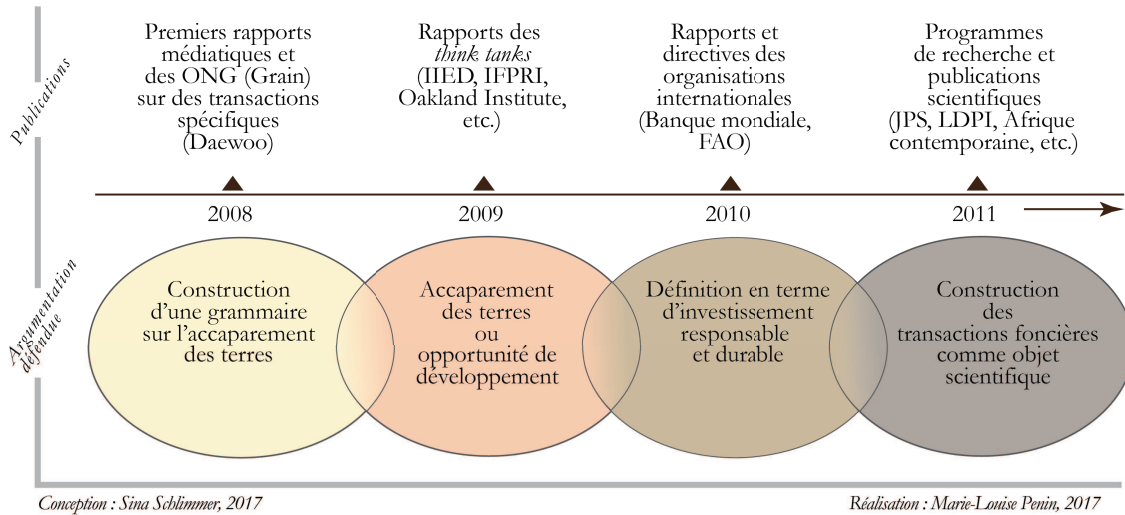 Publications
Premiers rapports
médiatiques et
des ONG (Grain)
sur des transactions
spécifiques
(Daewoo)
Rapports des
think tanks
(IIED, IFPRI,
Oakland Institute,
etc.)
Rapports et
directives des
organisations
internationales
(Banque mondiale,
FAO)
Programmes
de recherche et
publications
scientifiques
(JPS, LDPI, Afrique
contemporaine, etc.)
2008
2009
2010
2011
Argumentation
défendue
Construction
d'une grammaire
sur l'accaparement
des terres
Accaparement
des terres
ou
opportunité de
développement
Définition en terme
d'investissement
responsable
et durable
Construction
des
transactions foncières
comme objet
scientifique
Conception : Sina Schlimmer, 2017
Réalisation : Marie-Louise Penin, 2017